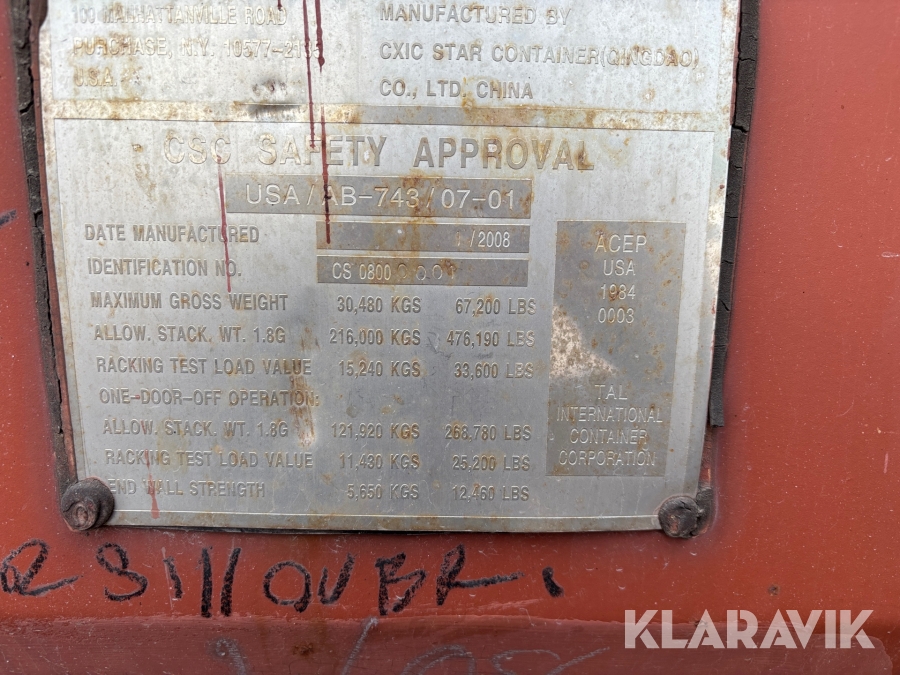 100 MANHATTANVILLE ROAD
PURCHASE, N.Y. 10577-2135
U.S.A.
MANUFACTURED BY
CXIC STAR CONTAINER(QINGDAO)
CO., LTD. CHINA
CSC SAFETY APPROVAL
USA/AB-743/07-01
DATE MANUFACTURED /2008
IDENTIFICATION NO. CS 0800
MAXIMUM GROSS WEIGHT 30,480 KGS 67,200 LBS
ALLOW. STACK. WT. 1.8G 216,000 KGS 476,190 LBS
RACKING TEST LOAD VALUE 15,240 KGS 33,600 LBS
ONE-DOOR-OFF OPERATION:
ALLOW. STACK. WT. 1.8G 121,920 KGS 268,780 LBS
RACKING TEST LOAD VALUE 11,430 KGS 25,200 LBS
END WALL STRENGTH 5,650 KGS 12,460 LBS
ACEP
USA
1984
0003
TAL
INTERNATIONAL
CONTAINER
CORPORATION
KLARAVIK